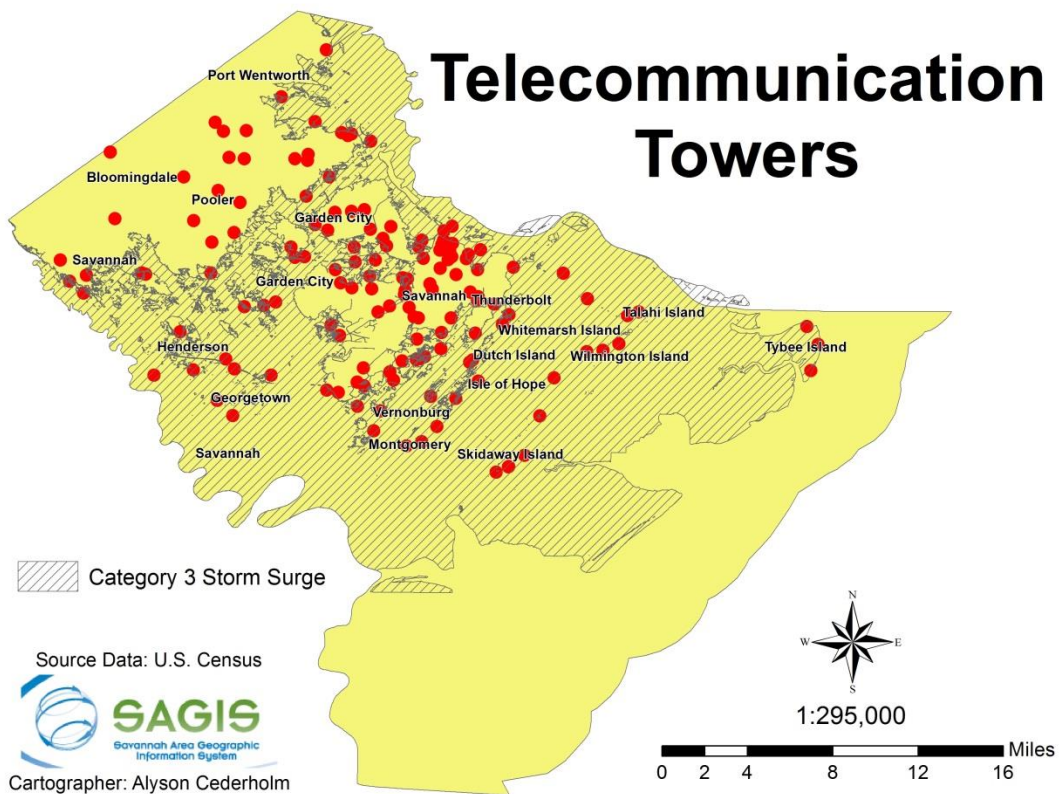 Telecommunication
Towers
Port Wentworth
Bloomingdale
Pooler
Garden City
Savannah
Garden City
Savannah
Thunderbolt
Talahi Island
Whitemarsh Island
Henderson
Dutch Island
Wilmington Island
Tybee Island
Isle of Hope
Georgetown
Vernonburg
Montgomery
Savannah
Skidaway Island
Category 3 Storm Surge
Source Data: U.S. Census
SAGIS
Savannah Area Geographic
Information System
Cartographer: Alyson Cederholm
N
W E
S
1:295,000
Miles
0 2 4 8 12 16